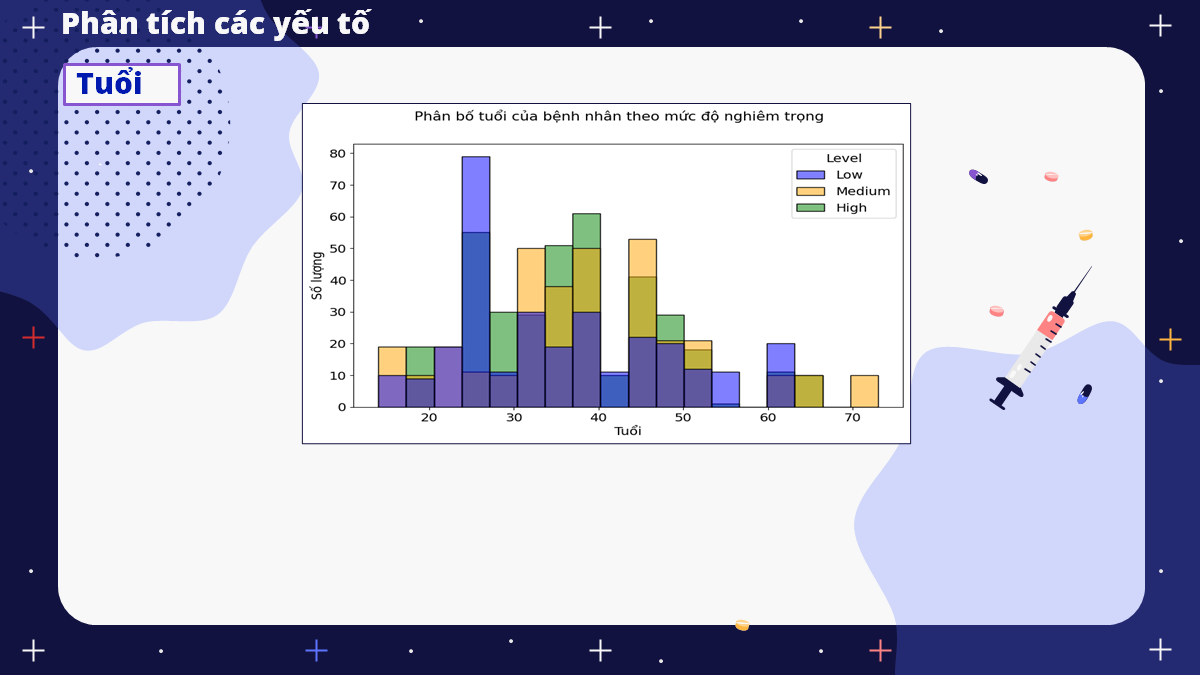 Phân tích các yếu tố
Tuổi
Phân bố tuổi của bệnh nhân theo mức độ nghiêm trọng
Level
Low
Medium
High
Số lượng
80
70
60
50
40
30
20
10
0
20 30 40 50 60 70
Tuổi